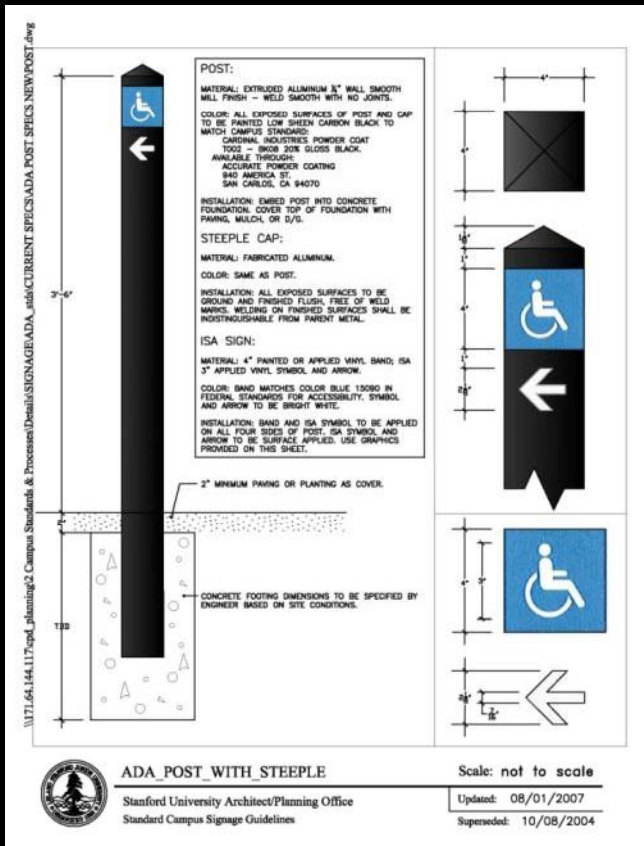 \\171.64.144.117\cpd_planning\2 Campus Standards & Processes\Details\SIGNAGE\ADA_stds\CURRENT SPECS\ADA POST SPECS NEW\POST.dwg
3'-6"
2"
TBD
POST:
MATERIAL: EXTRUDED ALUMINUM ¼" WALL SMOOTH
MILL FINISH – WELD SMOOTH WITH NO JOINTS.
COLOR: ALL EXPOSED SURFACES OF POST AND CAP
TO BE PAINTED LOW SHEEN CARBON BLACK TO
MATCH CAMPUS STANDARD:
CARDINAL INDUSTRIES POWDER COAT
T002 – BK08 20% GLOSS BLACK.
AVAILABLE THROUGH:
ACCURATE POWDER COATING
940 AMERICA ST.
SAN CARLOS, CA 94070
INSTALLATION: EMBED POST INTO CONCRETE
FOUNDATION. COVER TOP OF FOUNDATION WITH
PAVING, MULCH, OR D/G.
STEEPLE CAP:
MATERIAL: FABRICATED ALUMINUM.
COLOR: SAME AS POST.
INSTALLATION: ALL EXPOSED SURFACES TO BE
GROUND AND FINISHED FLUSH, FREE OF WELD
MARKS. WELDING ON FINISHED SURFACES SHALL BE
INDISTINGUISHABLE FROM PARENT METAL.
ISA SIGN:
MATERIAL: 4" PAINTED OR APPLIED VINYL BAND; ISA
3" APPLIED VINYL SYMBOL AND ARROW.
COLOR: BAND MATCHES COLOR BLUE 15090 IN
FEDERAL STANDARDS FOR ACCESSIBILITY. SYMBOL
AND ARROW TO BE BRIGHT WHITE.
INSTALLATION: BAND AND ISA SYMBOL TO BE APPLIED
ON ALL FOUR SIDES OF POST. ISA SYMBOL AND
ARROW TO BE SURFACE APPLIED. USE GRAPHICS
PROVIDED ON THIS SHEET.
2" MINIMUM PAVING OR PLANTING AS COVER.
CONCRETE FOOTING DIMENSIONS TO BE SPECIFIED BY
ENGINEER BASED ON SITE CONDITIONS.
4"
4"
1"
4"
1"
4"
3"
ADA_POST_WITH_STEEPLE
Stanford University Architect/Planning Office
Standard Campus Signage Guidelines
Scale: not to scale
Updated: 08/01/2007
Superseded: 10/08/2004